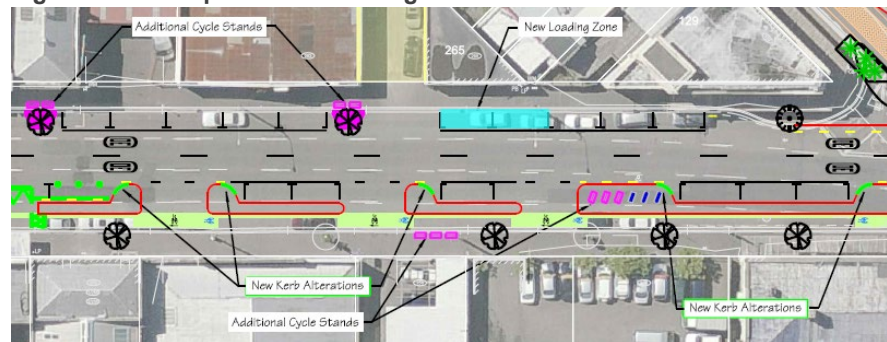 Additional Cycle Stands
New Loading Zone
129
265
New Kerb Alterations
New Kerb Alterations
Additional Cycle Stands